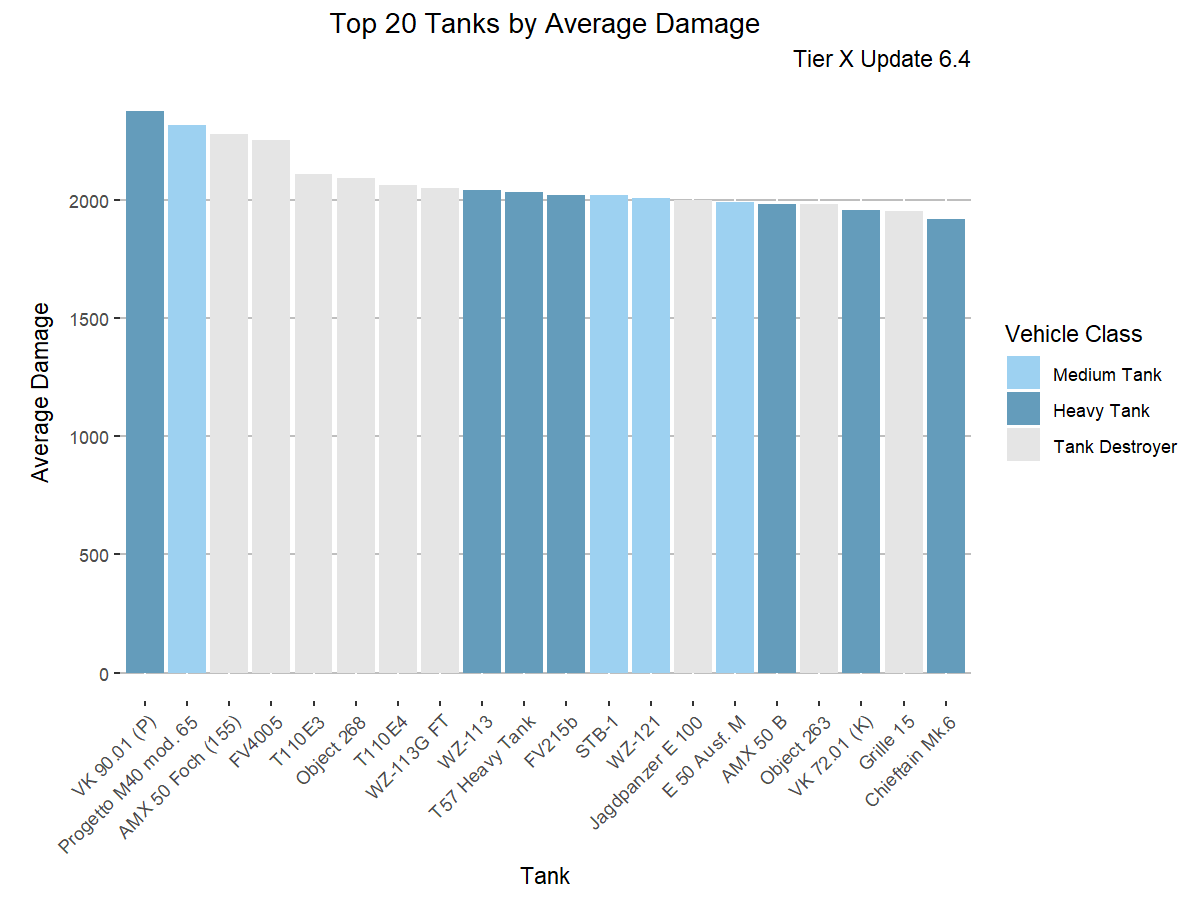 Top 20 Tanks by Average Damage
Tier X Update 6.4
Average Damage
2000
1500
1000
500
0
VK 90.01 (P)
Progetto M40 mod. 65
AMX 50 Foch (155)
FV4005
T110E3
Object 268
T110E4
WZ-113G FT
WZ-113
T57 Heavy Tank
FV215b
STB-1
WZ-121
Jagdpanzer E 100
E 50 Ausf. M
AMX 50 B
Object 263
VK 72.01 (K)
Grille 15
Chieftain Mk.6
Tank
Vehicle Class
Medium Tank
Heavy Tank
Tank Destroyer